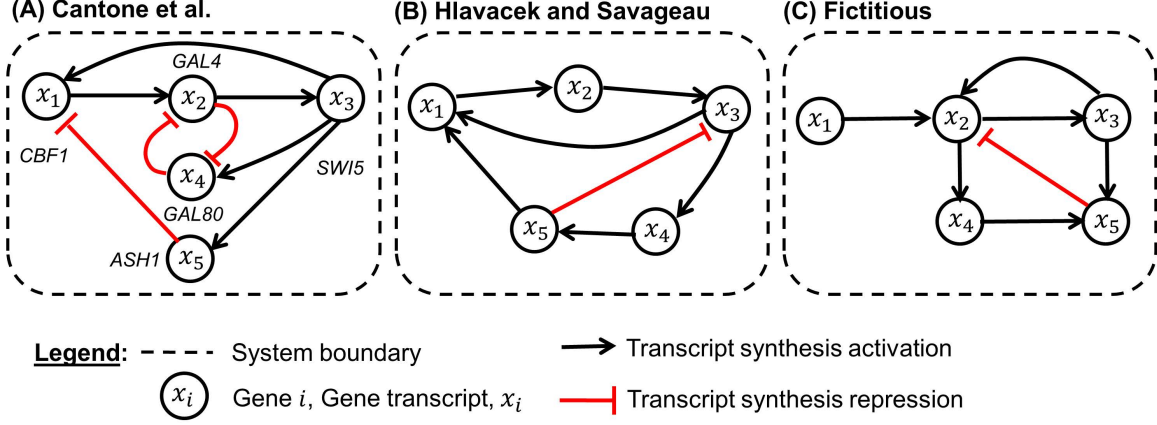 (A) Cantone et al.
(B) Hlavacek and Savageau
(C) Fictitious
GAL4
x₁
x₂
x₃
CBF1
x₄
SWI5
GAL80
ASH1
x₅
x₁
x₂
x₃
x₅
x₄
x₁
x₂
x₃
x₄
x₅
Legend:
System boundary
Transcript synthesis activation
xᵢ
Gene i, Gene transcript, xᵢ
Transcript synthesis repression